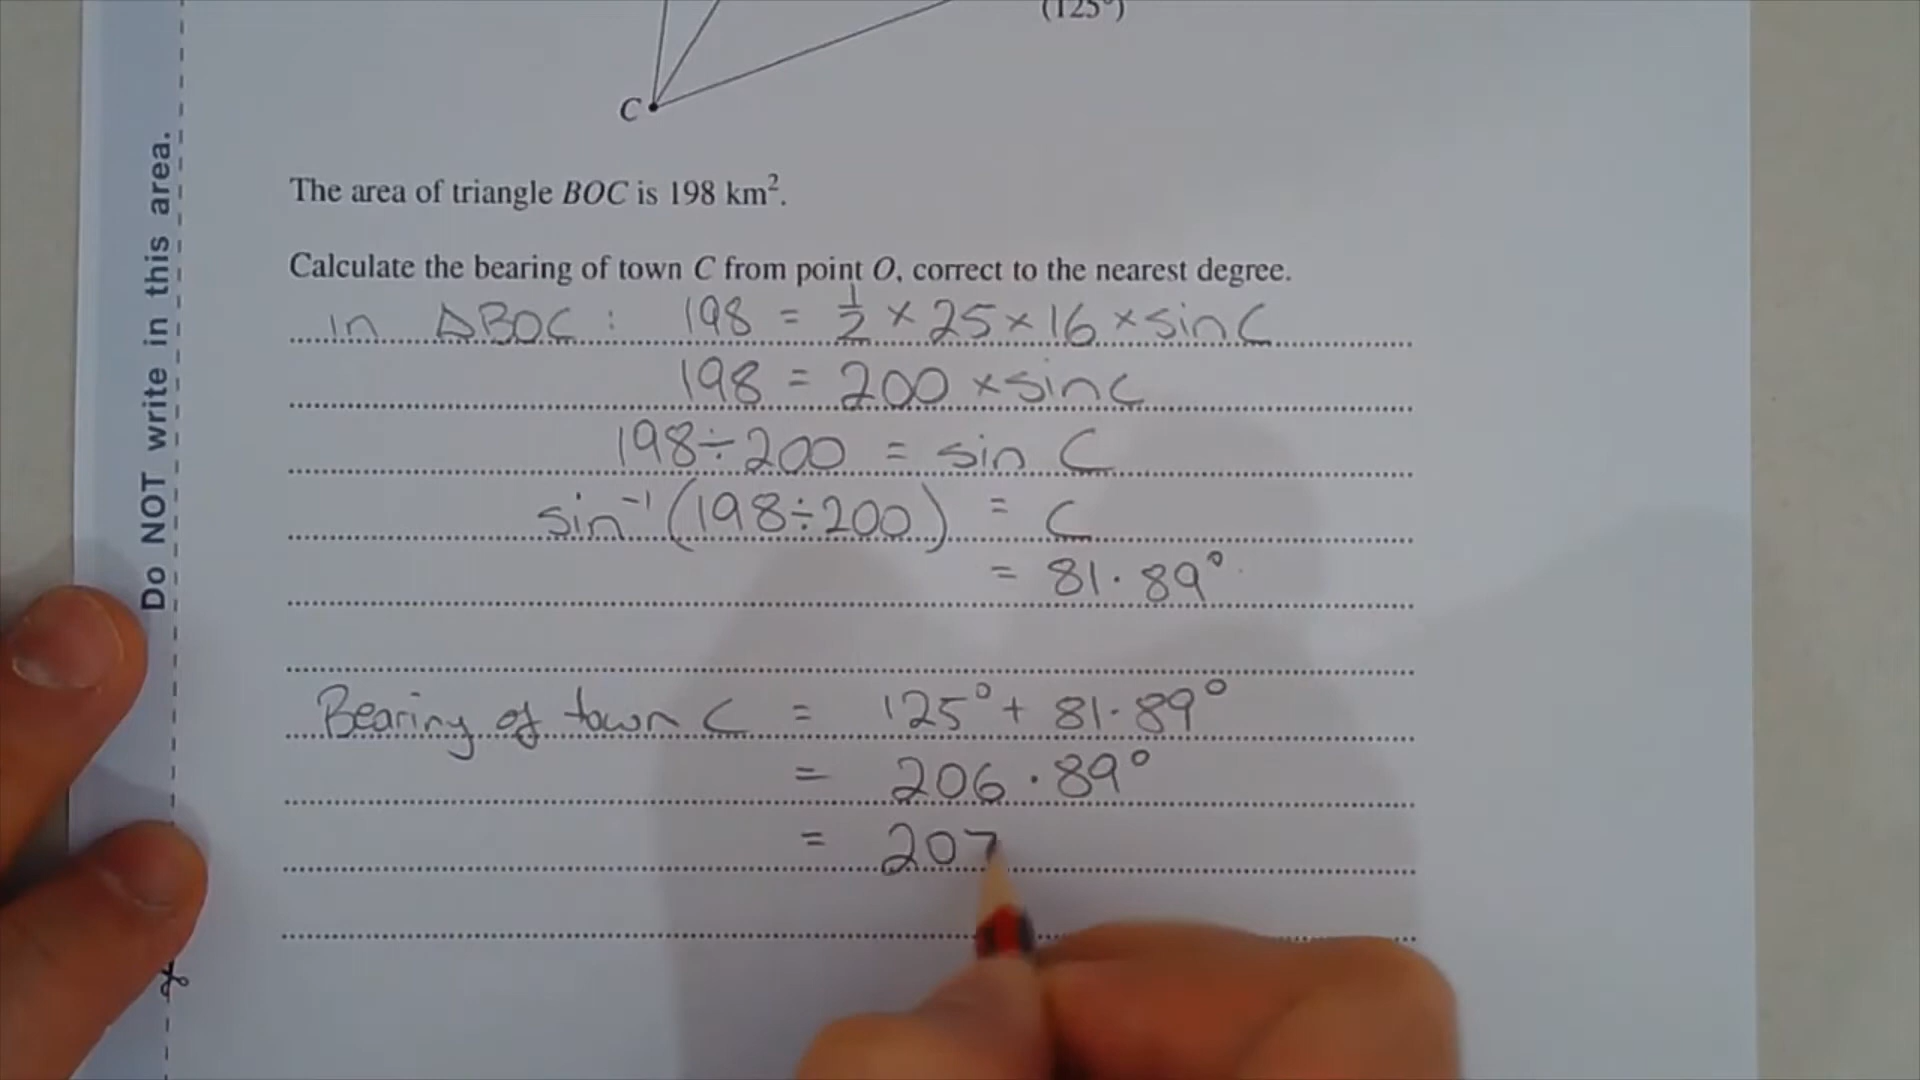 (125°)
C
Do NOT write in this area.
The area of triangle BOC is 198 km².
Calculate the bearing of town C from point O, correct to the nearest degree.
in △BOC : 198 = 1/2 × 25 × 16 × sin C
198 = 200 × sin C
198 ÷ 200 = sin C
sin⁻¹ (198 ÷ 200) = C
= 81.89°
Bearing of town C = 125° + 81.89°
= 206.89°
= 207